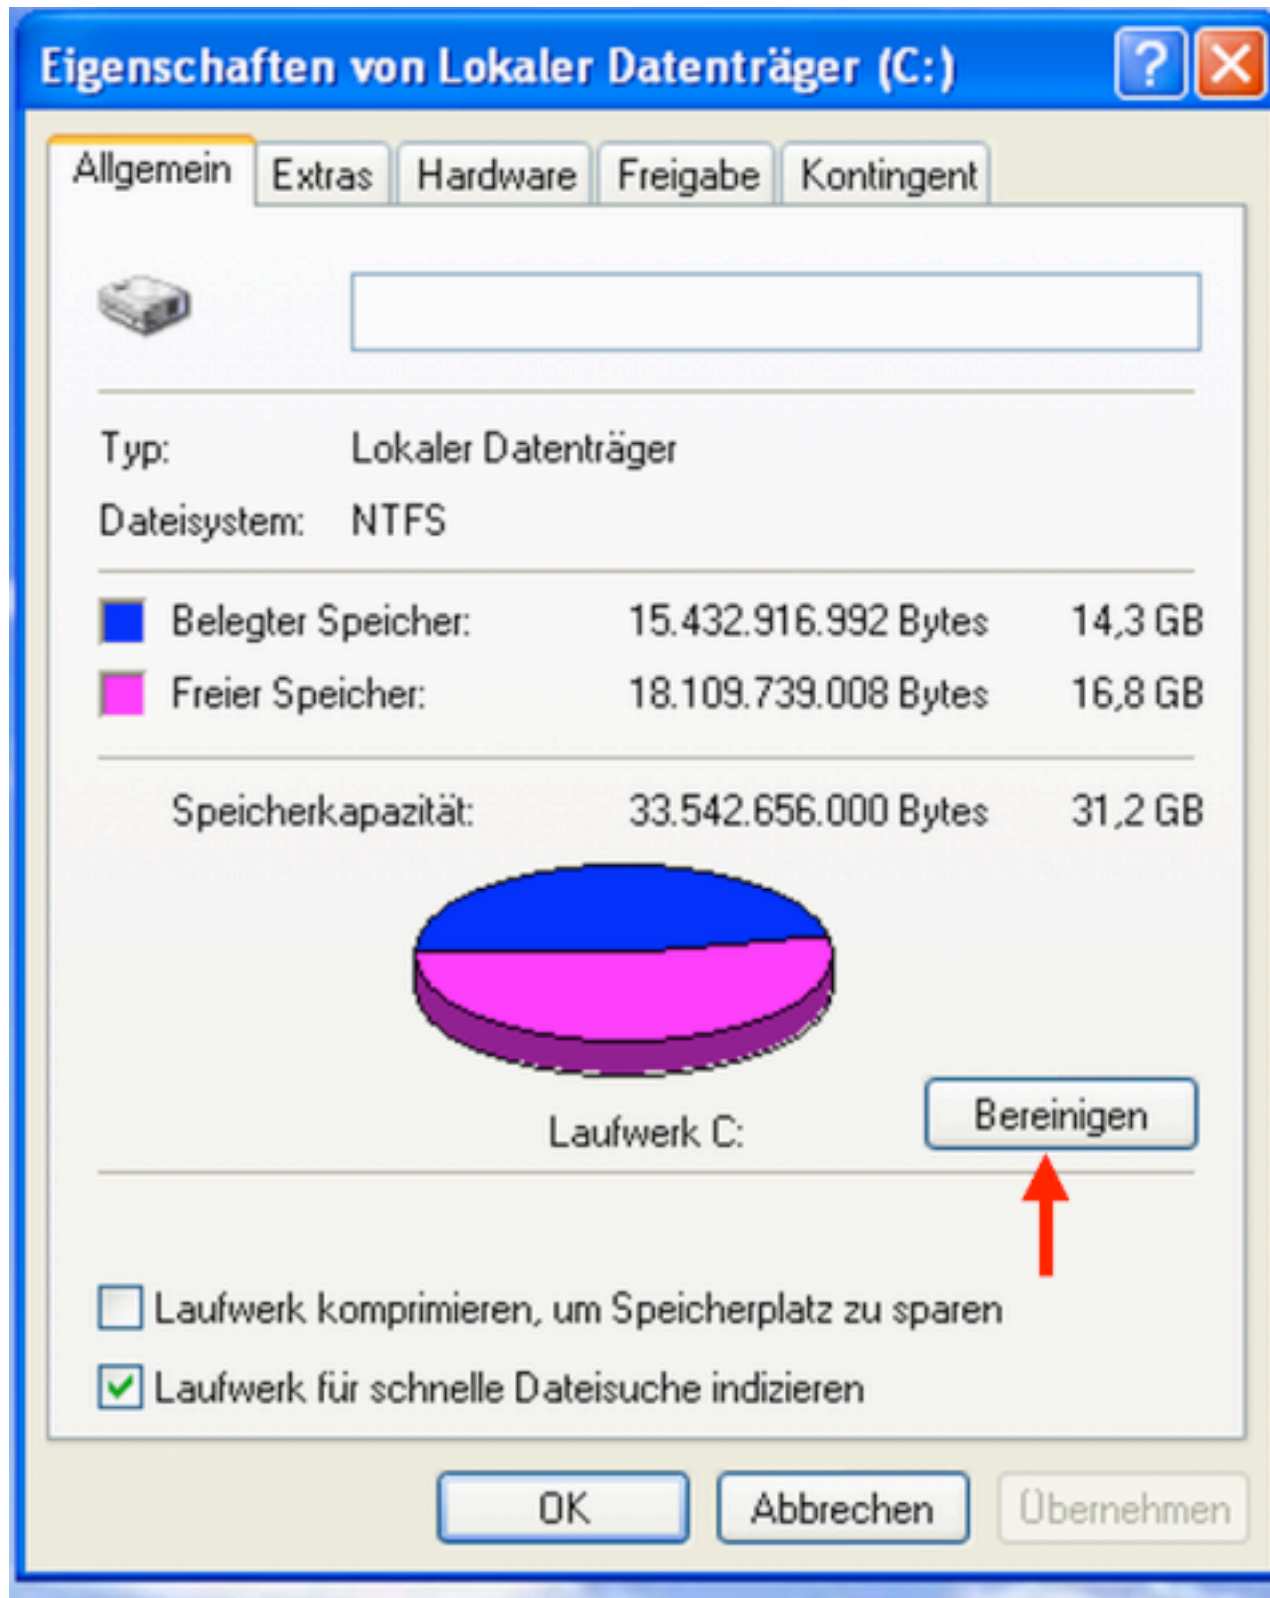 Eigenschaften von Lokaler Datenträger (C:)
Allgemein Extras Hardware Freigabe Kontingent
Typ: Lokaler Datenträger
Dateisystem: NTFS
Belegter Speicher: 15.432.916.992 Bytes 14,3 GB
Freier Speicher: 18.109.739.008 Bytes 16,8 GB
Speicherkapazität: 33.542.656.000 Bytes 31,2 GB
Laufwerk C:
Bereinigen
Laufwerk komprimieren, um Speicherplatz zu sparen
Laufwerk für schnelle Dateisuche indizieren
OK Abbrechen Übernehmen